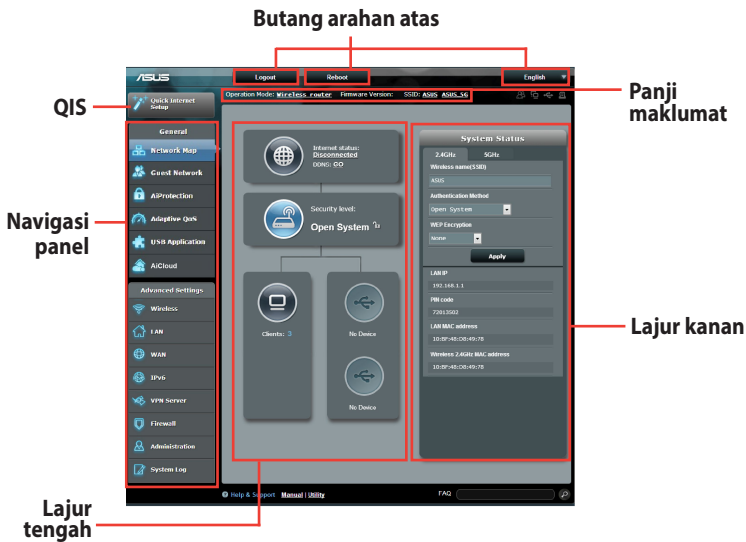 Butang arahan atas
ASUS
Logout
Reboot
English
QIS
Quick Internet
Setup
Operation Mode: Wireless router Firmware Version: SSID: ASUS ASUS_5G
Panji
maklumat
General
Network Map
Guest Network
AiProtection
Adaptive QoS
USB Application
AiCloud
Navigasi
panel
Advanced Settings
Wireless
LAN
WAN
IPv6
VPN Server
Firewall
Administration
System Log
Internet status:
Disconnected
DDNS: GO
Security level:
Open System
Clients: 3
No Device
No Device
System Status
2.4GHz 5GHz
Wireless name(SSID)
ASUS
Authentication Method
Open System
WEP Encryption
None
Apply
LAN IP
192.168.1.1
PIN code
72013502
LAN MAC address
10:BF:48:D8:49:78
Wireless 2.4GHz MAC address
10:BF:48:D8:49:78
Lajur kanan
Help & Support Manual | Utility
FAQ
Lajur
tengah